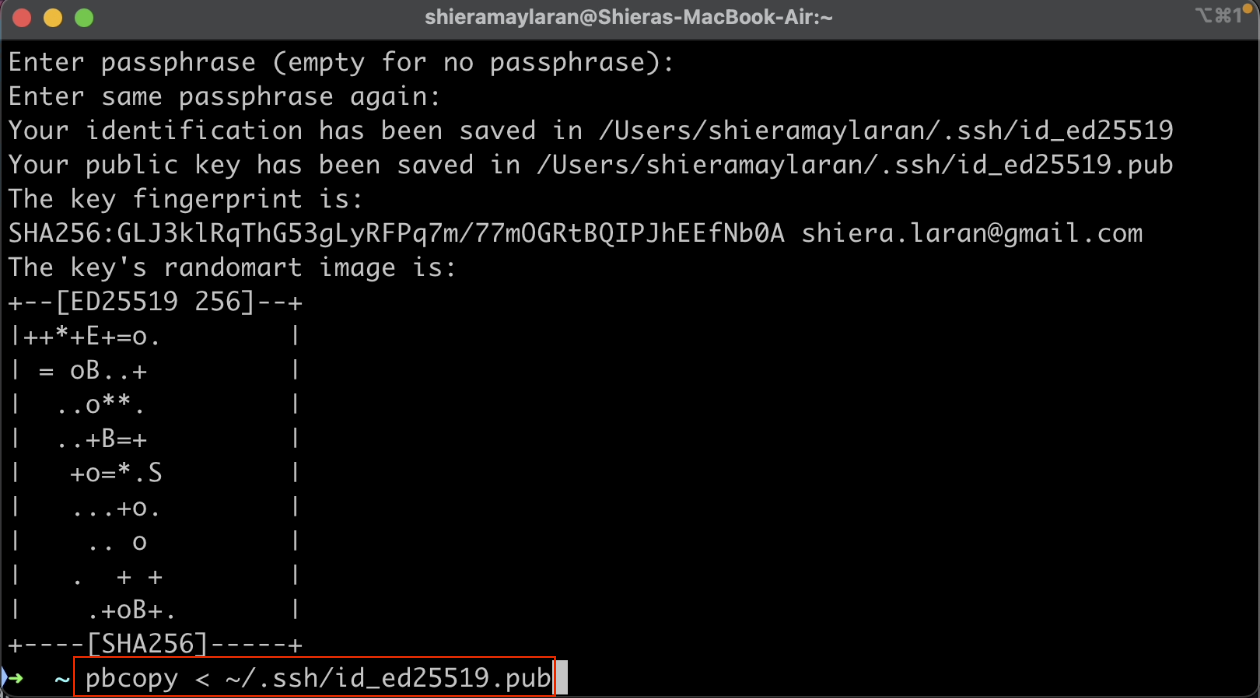 shieramaylaran@Shieras-MacBook-Air:~
⌥⌘1
Enter passphrase (empty for no passphrase):
Enter same passphrase again:
Your identification has been saved in /Users/shieramaylaran/.ssh/id_ed25519
Your public key has been saved in /Users/shieramaylaran/.ssh/id_ed25519.pub
The key fingerprint is:
SHA256:GLJ3klRqThG53gLyRFPq7m/77mOGRtBQIPJhEEfNb0A shiera.laran@gmail.com
The key's randomart image is:
+--[ED25519 256]--+
|++*+E+=o.        |
| = oB..+         |
|  ..o**.         |
|  ..+B=+         |
|   +o=*.S        |
|   ...+o.        |
|    .. o         |
|   .  + +        |
|    .+oB+.       |
+----[SHA256]-----+
➜  ~ pbcopy < ~/.ssh/id_ed25519.pub